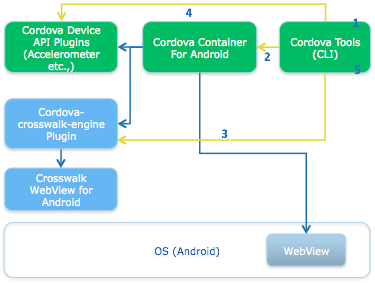 4
1
Cordova Device
API Plugins
(Accelerometer
etc.,)
Cordova Container
For Android
2
Cordova Tools
(CLI)
5
Cordova-
crosswalk-engine
Plugin
3
Crosswalk
WebView for
Android
OS (Android)
WebView